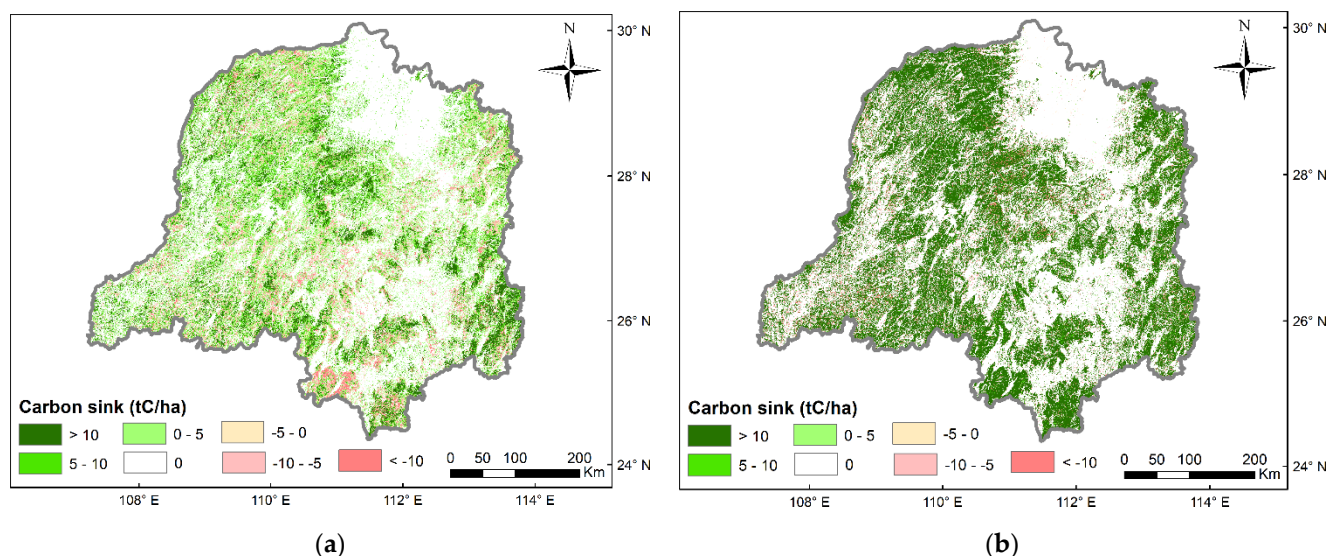 N
30° N
28° N
26° N
24° N
Carbon sink (tC/ha)
> 10
0 - 5
-5 - 0
5 - 10
0
-10 - -5
< -10
0 50 100 200
Km
108° E
110° E
112° E
114° E
(a)
N
30° N
28° N
26° N
24° N
Carbon sink (tC/ha)
> 10
0 - 5
-5 - 0
5 - 10
0
-10 - -5
< -10
0 50 100 200
Km
108° E
110° E
112° E
114° E
(b)